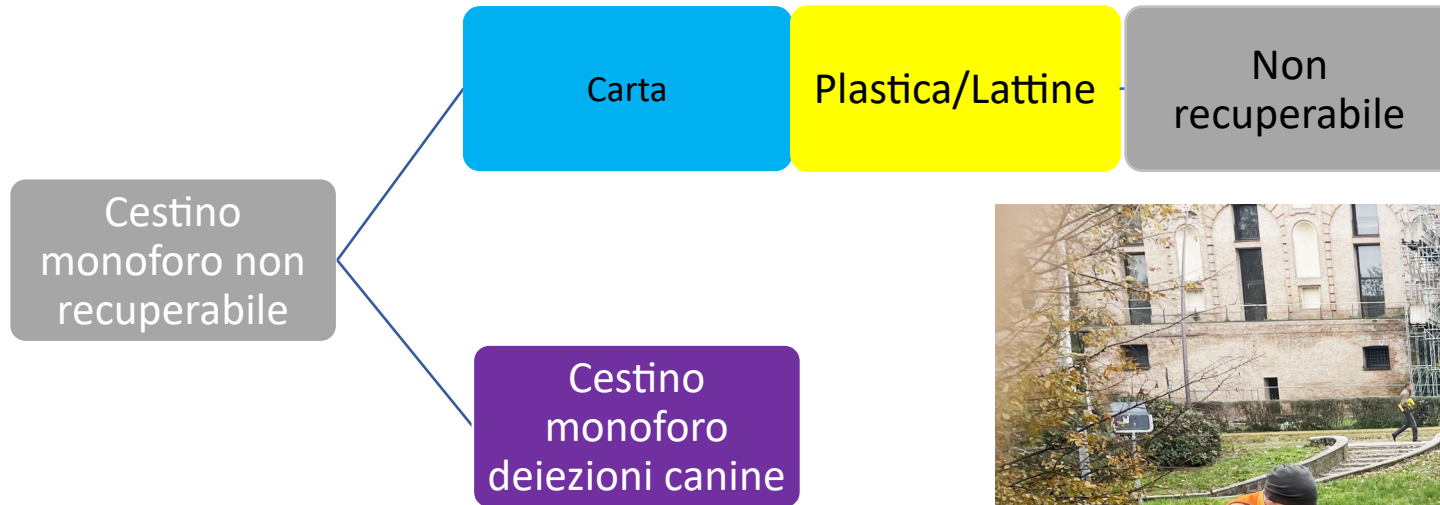 Carta
Plastica/Lattine
Non
recuperabile
Cestino
monoforo non
recuperabile
Cestino
monoforo
deiezioni canine